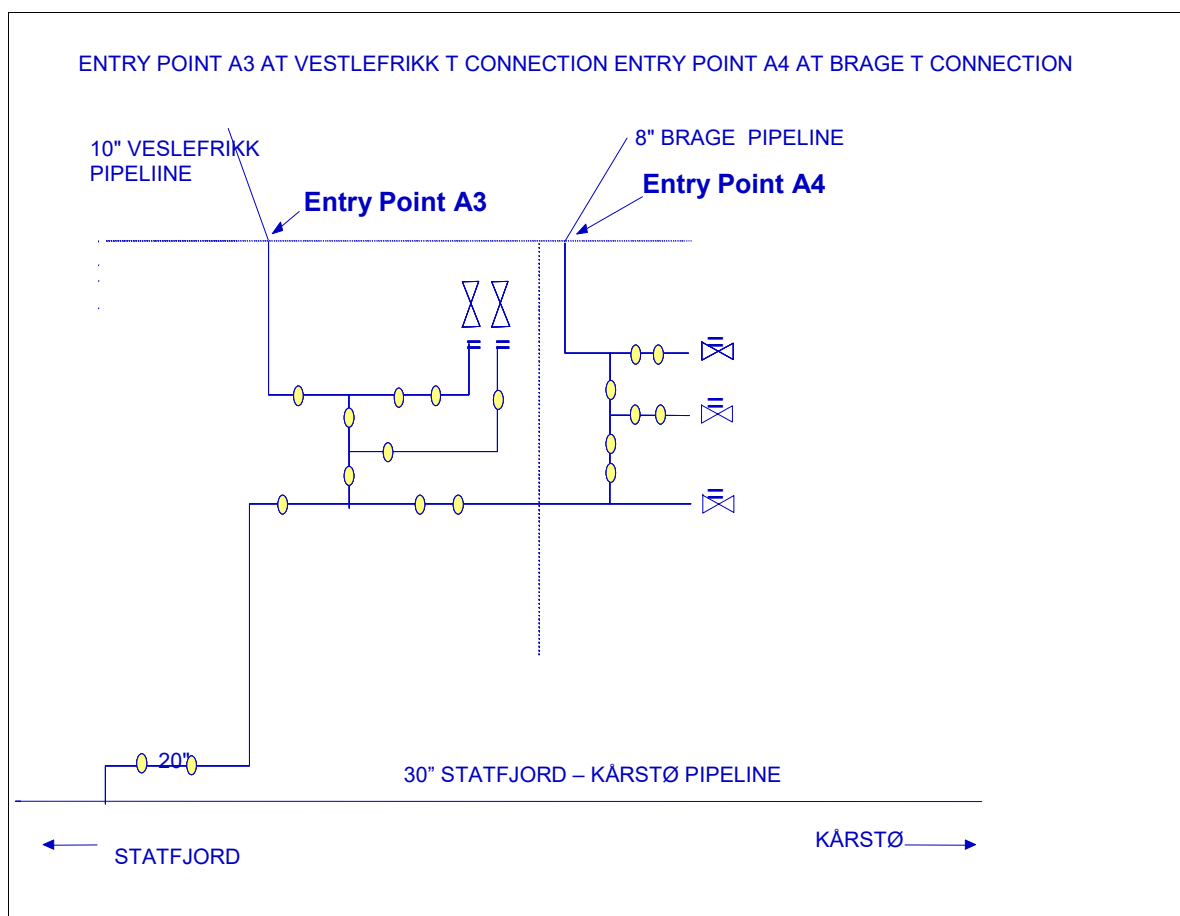 ENTRY POINT A3 AT VESTLEFRIKK T CONNECTION ENTRY POINT A4 AT BRAGE T CONNECTION
10" VESLEFRIKK
PIPELIINE
8" BRAGE PIPELINE
Entry Point A3
Entry Point A4
20"
30” STATFJORD – KÅRSTØ PIPELINE
STATFJORD
KÅRSTØ